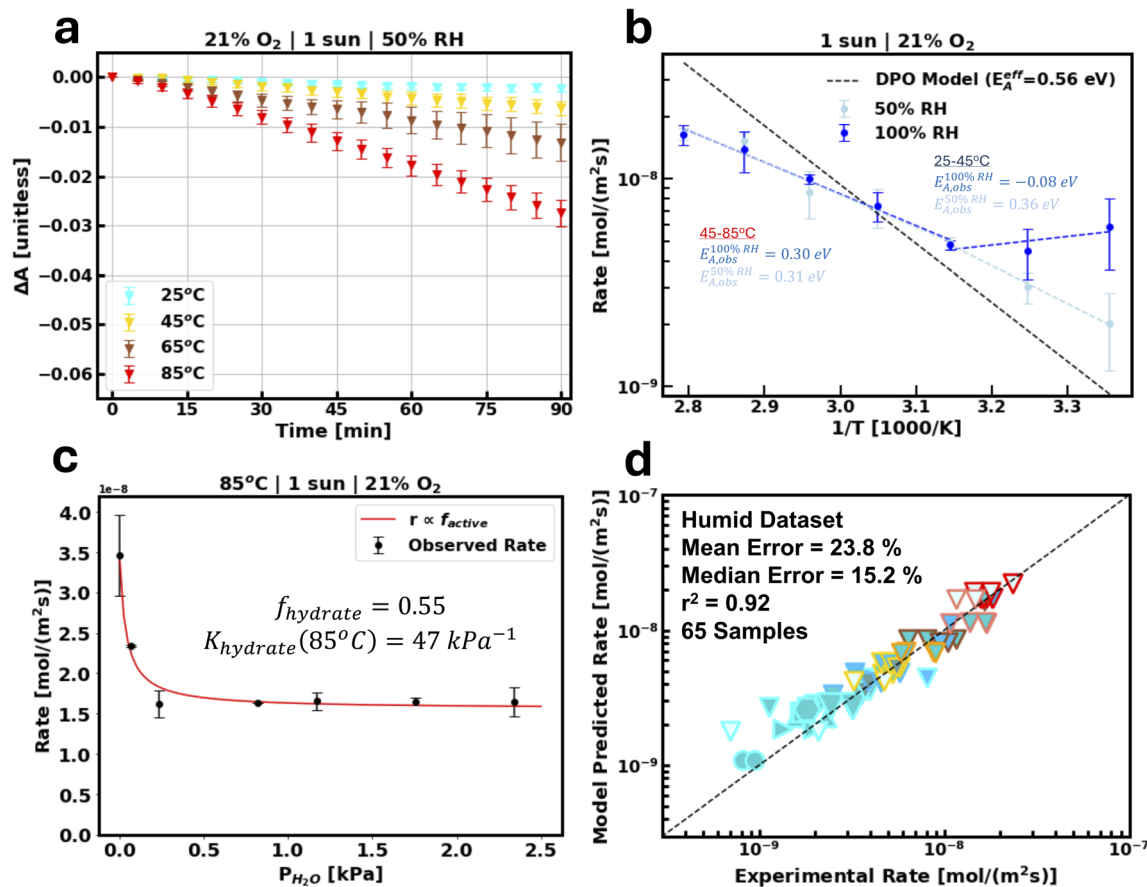 a
21% O₂ | 1 sun | 50% RH
0.00
−0.01
−0.02
−0.03
−0.04
−0.05
−0.06
ΔA [unitless]
25°C
45°C
65°C
85°C
0 15 30 45 60 75 90
Time [min]
b
1 sun | 21% O₂
DPO Model (E_A^eff=0.56 eV)
50% RH
100% RH
25-45°C
E_A,obs^100% RH = −0.08 eV
E_A,obs^50% RH = 0.36 eV
45-85°C
E_A,obs^100% RH = 0.30 eV
E_A,obs^50% RH = 0.31 eV
10⁻⁸
10⁻⁹
Rate [mol/(m²s)]
2.8 2.9 3.0 3.1 3.2 3.3
1/T [1000/K]
c
85°C | 1 sun | 21% O₂
1e−8
4.0
3.5
3.0
2.5
2.0
1.5
1.0
0.5
0.0
Rate [mol/(m²s)]
r ∝ f_active
Observed Rate
f_hydrate = 0.55
K_hydrate(85°C) = 47 kPa⁻¹
0.0 0.5 1.0 1.5 2.0 2.5
P_H₂O [kPa]
d
Humid Dataset
Mean Error = 23.8 %
Median Error = 15.2 %
r² = 0.92
65 Samples
10⁻⁷
10⁻⁸
10⁻⁹
Model Predicted Rate [mol/(m²s)]
10⁻⁹ 10⁻⁸ 10⁻⁷
Experimental Rate [mol/(m²s)]